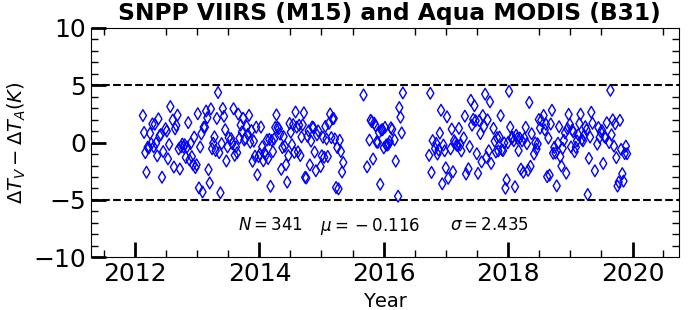 SNPP VIIRS (M15) and Aqua MODIS (B31)
ΔT_V − ΔT_A(K)
10
5
0
−5
−10
N = 341 μ = −0.116 σ = 2.435
2012 2014 2016 2018 2020
Year